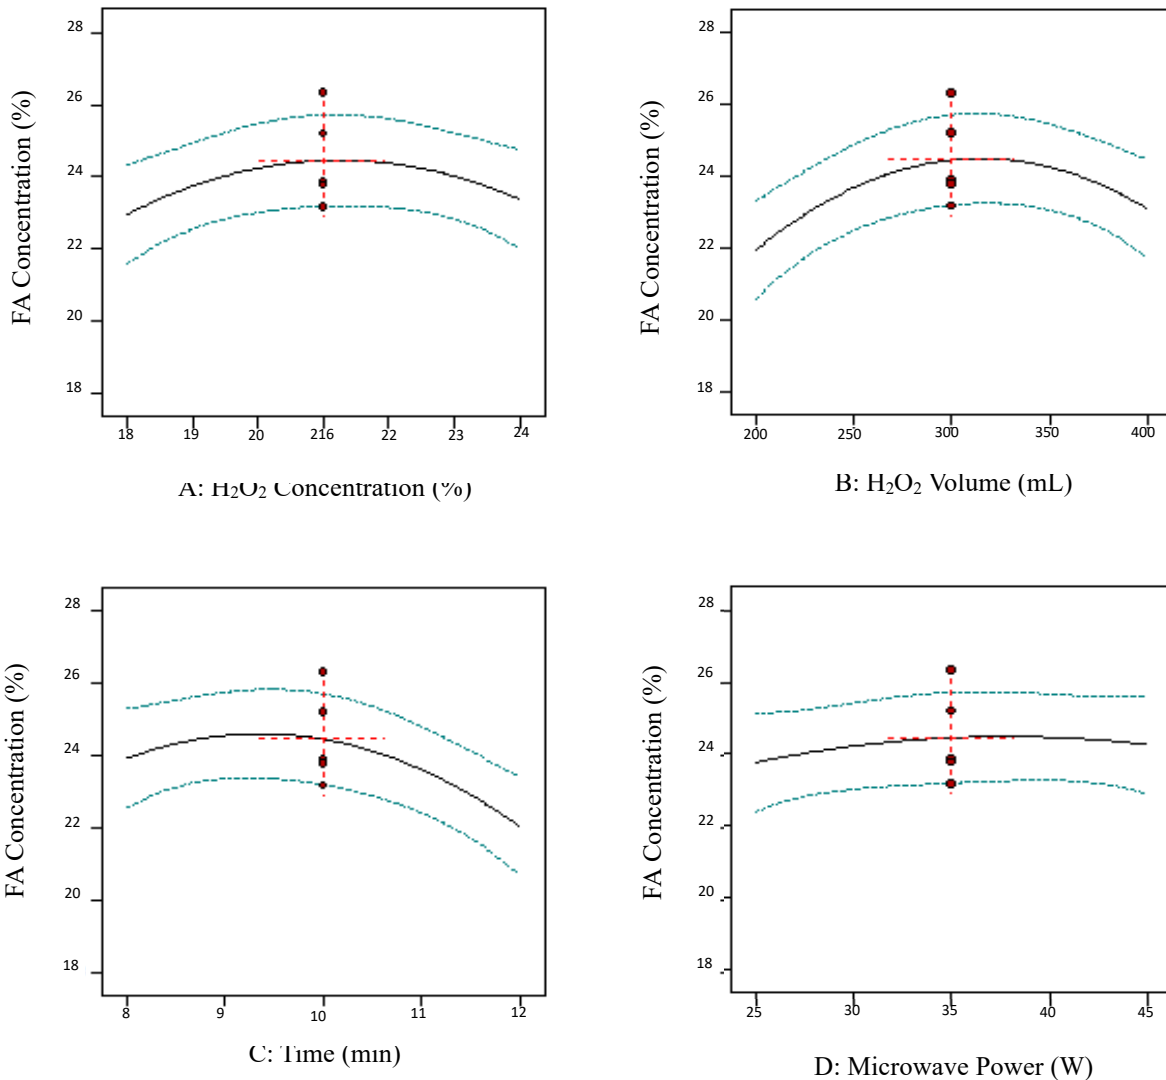 28
26
24
22
20
18
FA Concentration (%)
18 19 20 216 22 23 24
A: H₂O₂ Concentration (%)
28
26
24
22
20
18
FA Concentration (%)
200 250 300 350 400
B: H₂O₂ Volume (mL)
28
26
24
22
20
18
FA Concentration (%)
8 9 10 11 12
C: Time (min)
28
26
24
22
20
18
FA Concentration (%)
25 30 35 40 45
D: Microwave Power (W)